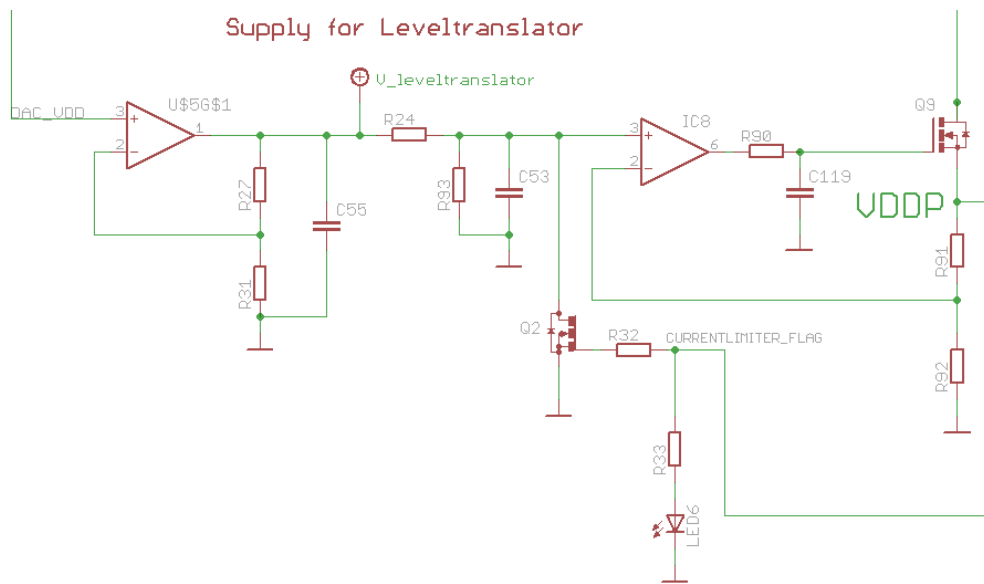 Supply for Leveltranslator
V_leveltranslator
DAC_VDD
U$5G$1
3
2
1
R24
3
2
6
IC8
R90
Q9
R27
C55
R93
C53
C119
VDDP
R31
Q2
R32
CURRENTLIMITER_FLAG
R91
R92
R33
LED6